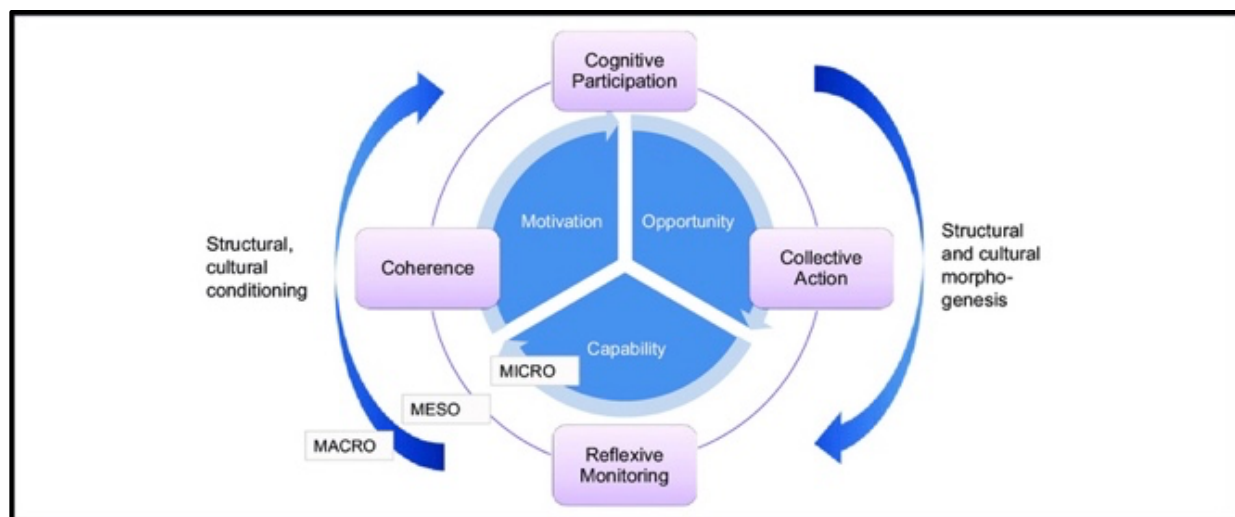 Cognitive
Participation
Motivation
Opportunity
Structural,
cultural
conditioning
Coherence
Collective
Action
Structural
and cultural
morpho-
genesis
Capability
MICRO
MESO
MACRO
Reflexive
Monitoring